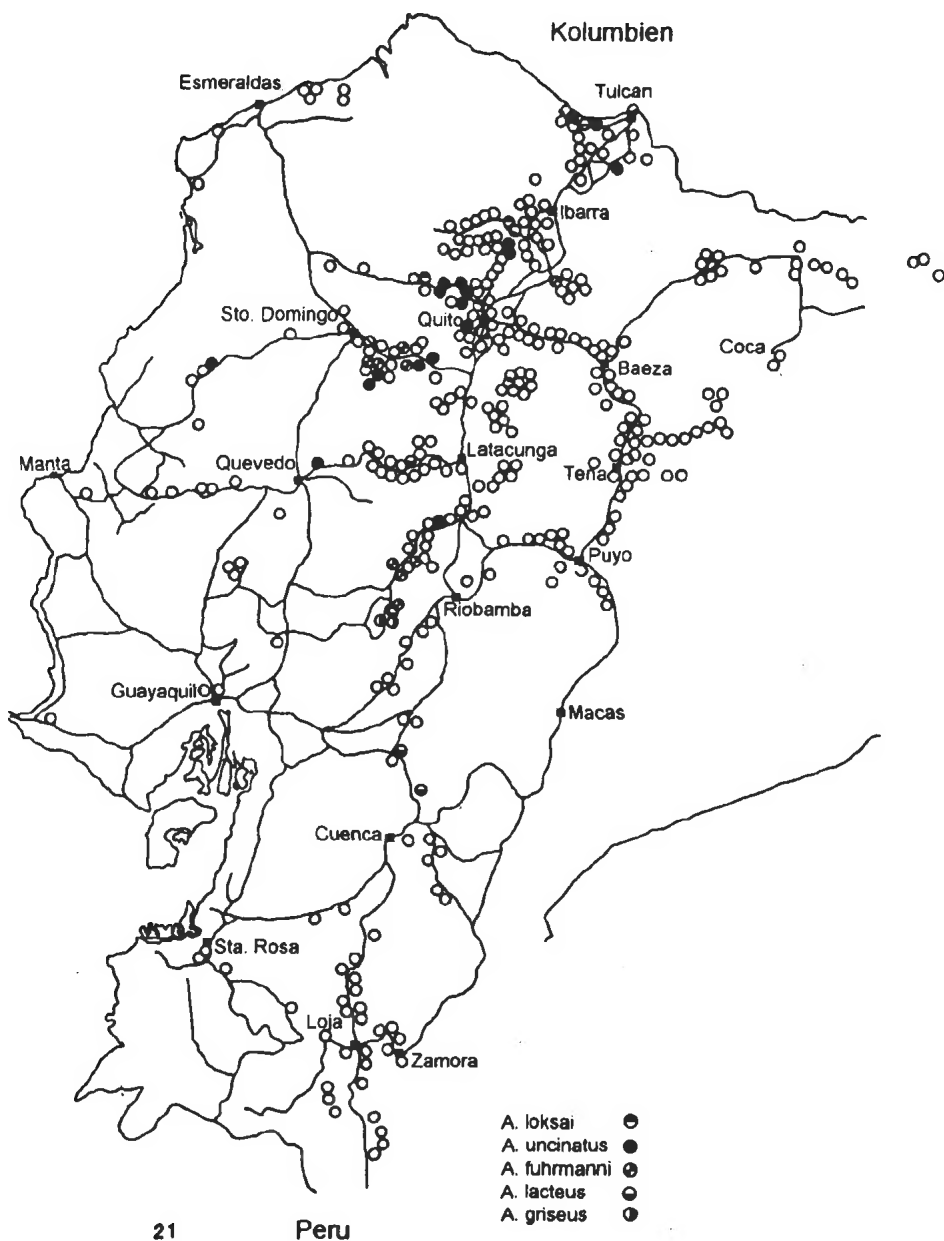 Kolumbien
Esmeraldas
Tulcan
Ibarra
Sto. Domingo
Quito
Coca
Baeza
Manta
Quevedo
Latacunga
Tena
Puyo
Riobamba
Guayaquil
Macas
Cuenca
Sta. Rosa
Loja
Zamora
A. loksai
A. uncinatus
A. fuhrmanni
A. lacteus
A. griseus
21 Peru